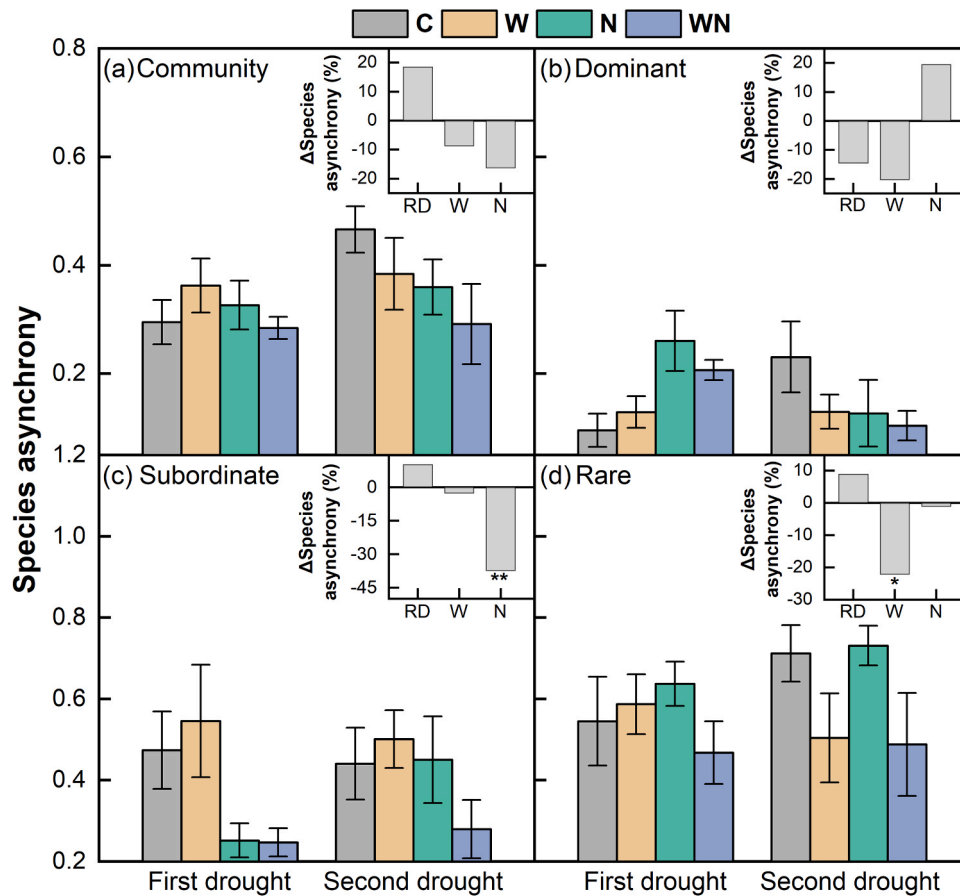 C W N WN
Species asynchrony
(a) Community
0.8
0.6
0.4
0.2
ΔSpecies
asynchrony (%)
20
10
0
-10
-20
RD W N
(b) Dominant
ΔSpecies
asynchrony (%)
20
10
0
-10
-20
RD W N
(c) Subordinate
1.2
1.0
0.8
0.6
0.4
0.2
ΔSpecies
asynchrony (%)
0
-15
-30
-45
**
RD W N
First drought Second drought
(d) Rare
ΔSpecies
asynchrony (%)
10
0
-10
-20
-30
*
RD W N
First drought Second drought